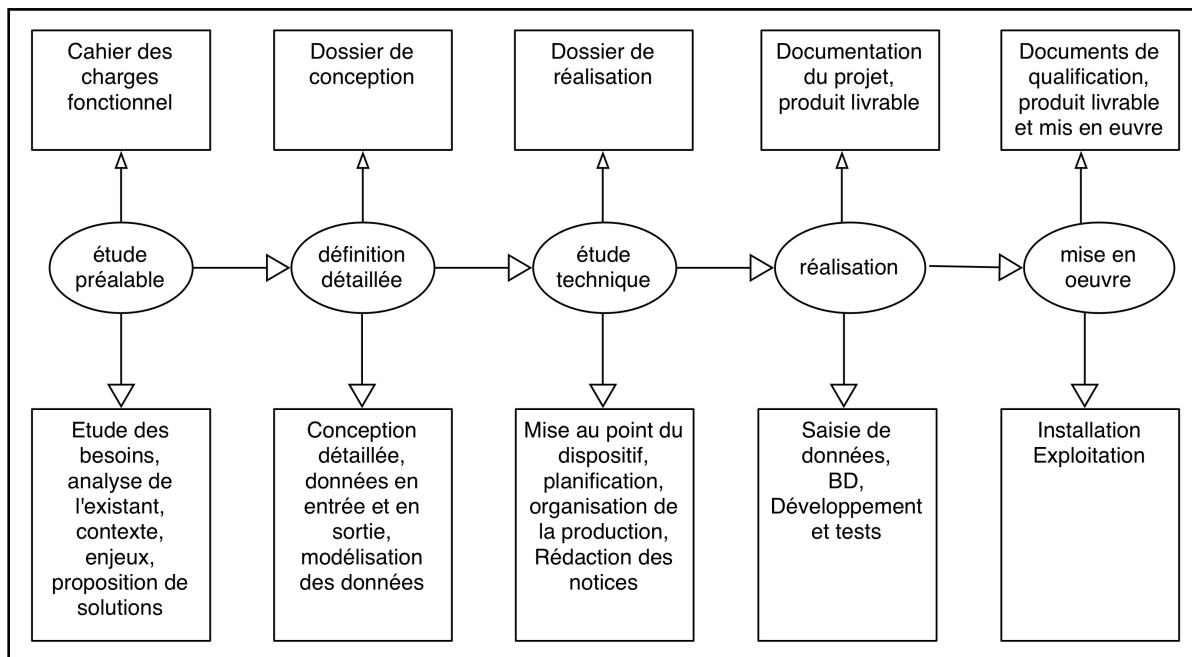 Cahier des
charges
fonctionnel
Dossier de
conception
Dossier de
réalisation
Documentation
du projet,
produit livrable
Documents de
qualification,
produit livrable
et mis en euvre
étude
préalable
définition
détaillée
étude
technique
réalisation
mise en
oeuvre
Etude des
besoins,
analyse de
l'existant,
contexte,
enjeux,
proposition de
solutions
Conception
détaillée,
données en
entrée et en
sortie,
modélisation
des données
Mise au point du
dispositif,
planification,
organisation de
la production,
Rédaction des
notices
Saisie de
données,
BD,
Développement
et tests
Installation
Exploitation